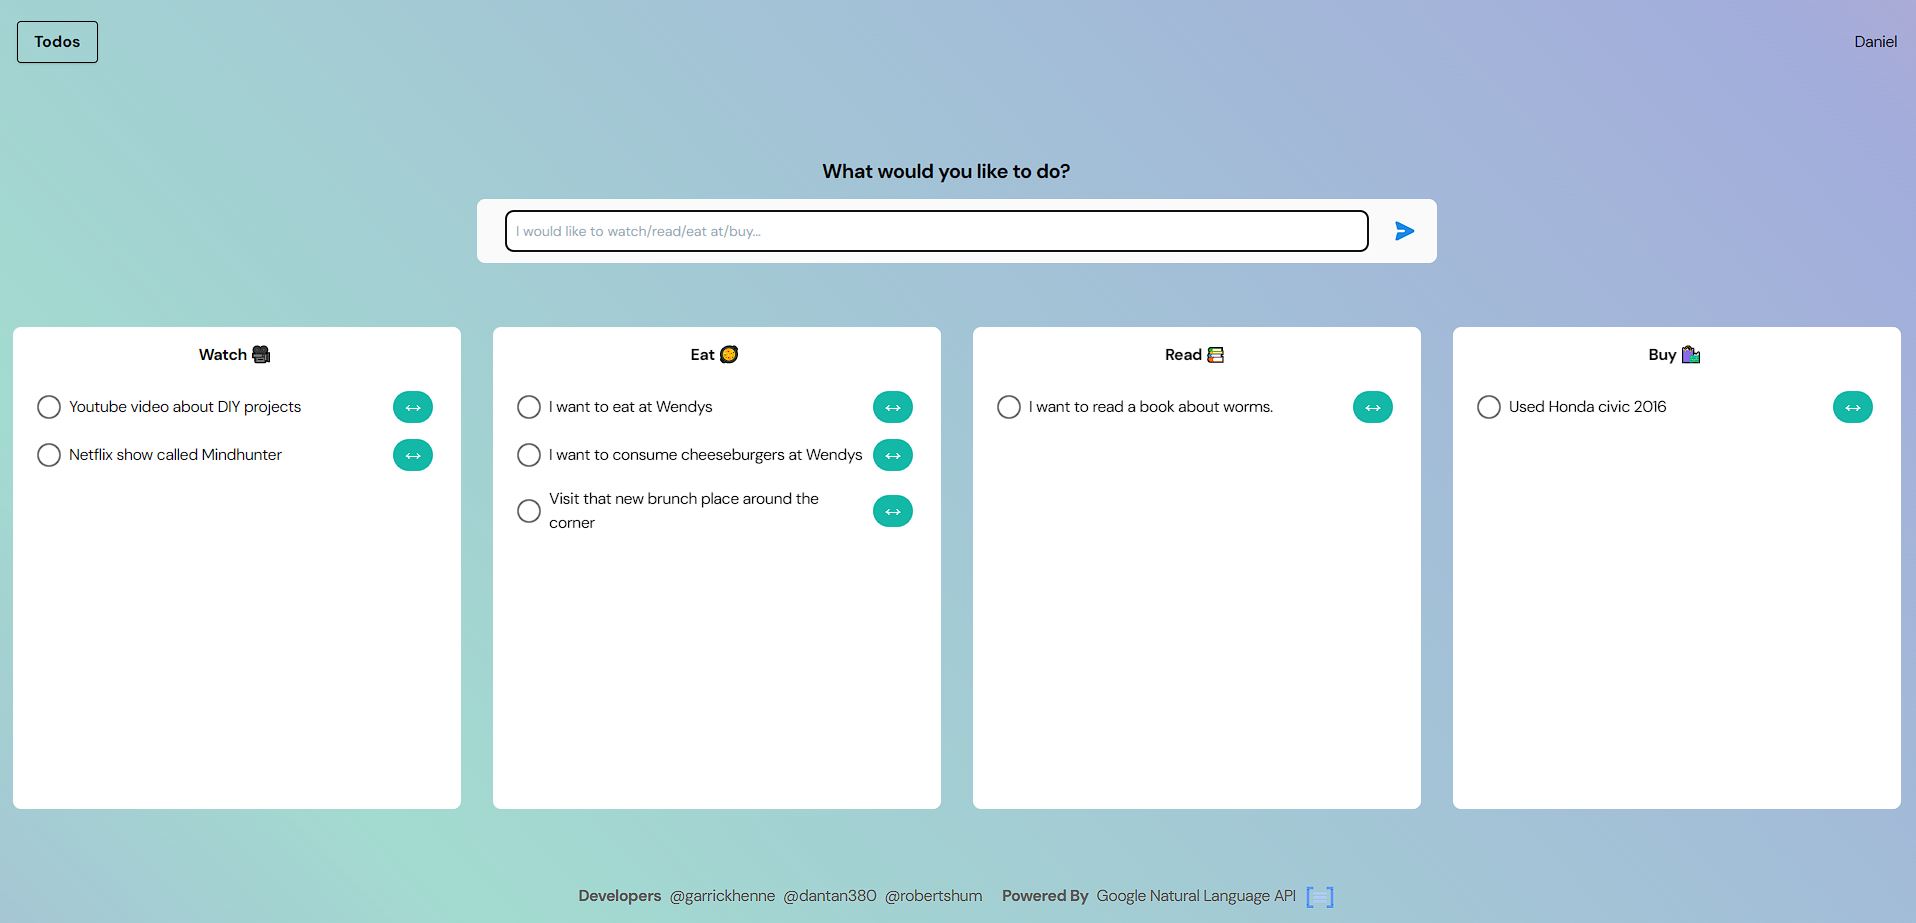 Todos
Daniel
What would you like to do?
I would like to watch/read/eat at/buy...
Watch
Youtube video about DIY projects
Netflix show called Mindhunter
Eat
I want to eat at Wendys
I want to consume cheeseburgers at Wendys
Visit that new brunch place around the
corner
Read
I want to read a book about worms.
Buy
Used Honda civic 2016
Developers @garrickhenne @dantan380 @robertshum Powered By Google Natural Language API